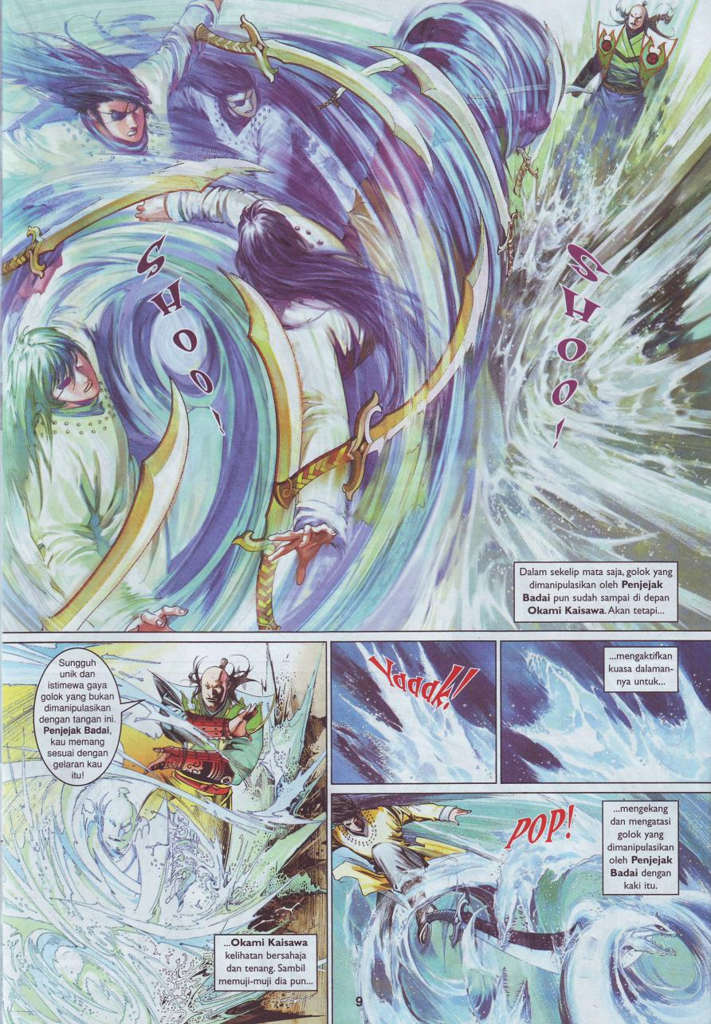 SHOOO!
SHOOO!
Dalam sekelip mata saja, golok yang
dimanipulasikan oleh Penjejak
Badai pun sudah sampai di depan
Okami Kaisawa. Akan tetapi...
Sungguh
unik dan
istimewa gaya
golok yang bukan
dimanipulasikan
dengan tangan ini.
Penjejak Badai,
kau memang
sesuai dengan
gelaran kau
itu!
...Okami Kaisawa
kelihatan bersahaja
dan tenang. Sambil
memuji-muji dia pun...
Yaaak!
...mengaktifkan
kuasa dalaman-
nya untuk...
POP!
...mengekang
dan mengatasi
golok yang
dimanipulasikan
oleh Penjejak
Badai dengan
kaki itu.
9